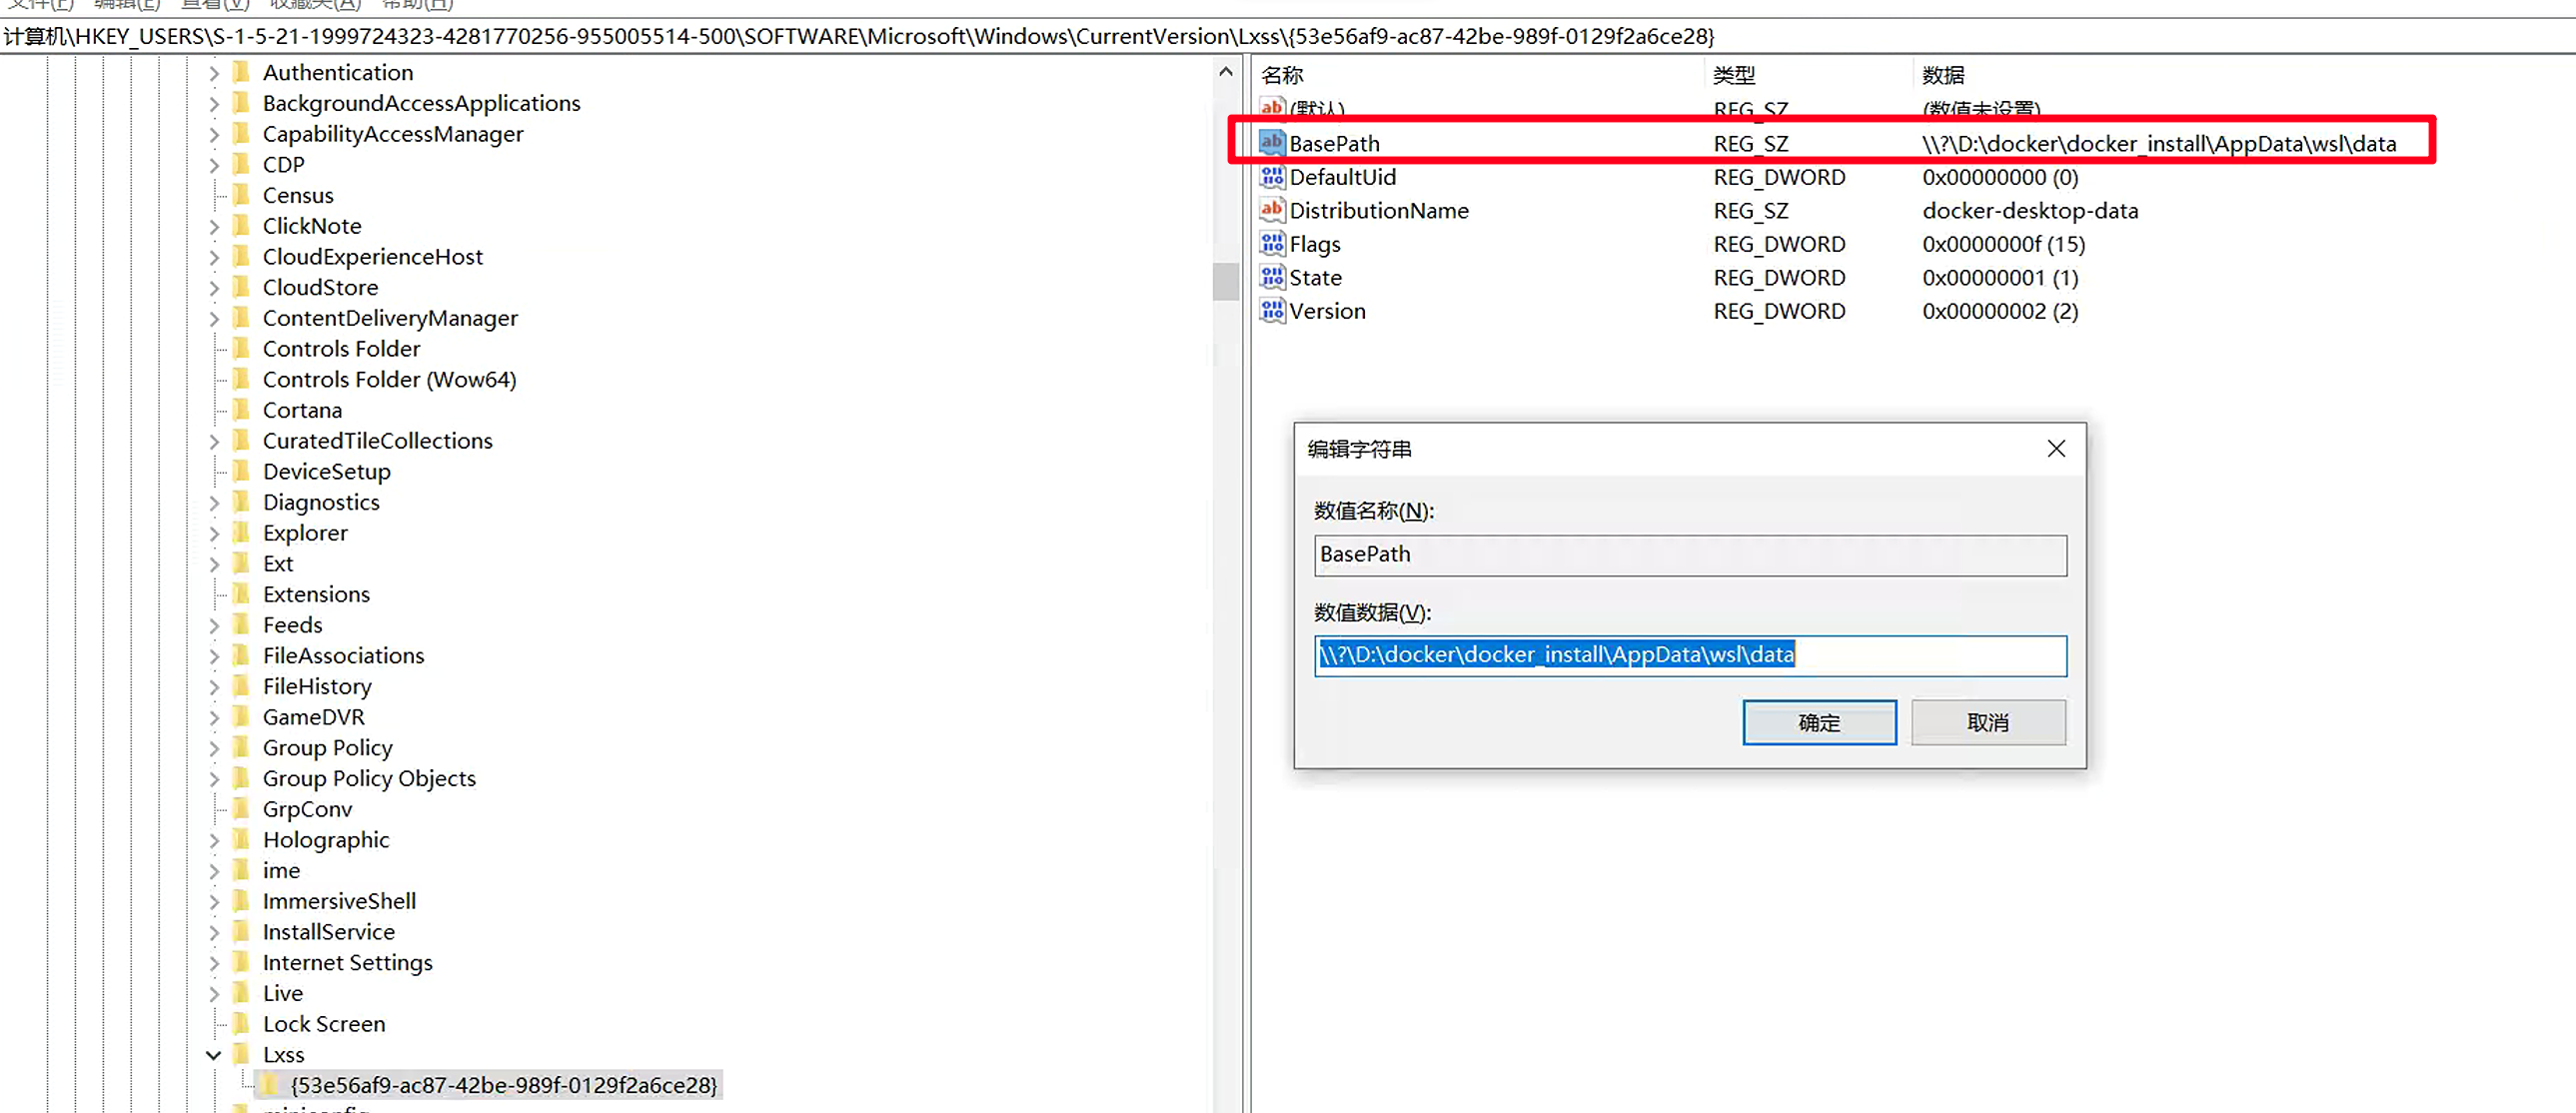 文件(F) 编辑(E) 查看(V) 收藏夹(A) 帮助(H)
计算机\HKEY_USERS\S-1-5-21-1999724323-4281770256-955005514-500\SOFTWARE\Microsoft\Windows\CurrentVersion\Lxss\{53e56af9-ac87-42be-989f-0129f2a6ce28}
Authentication
BackgroundAccessApplications
CapabilityAccessManager
CDP
Census
ClickNote
CloudExperienceHost
CloudStore
ContentDeliveryManager
Controls Folder
Controls Folder (Wow64)
Cortana
CuratedTileCollections
DeviceSetup
Diagnostics
Explorer
Ext
Extensions
Feeds
FileAssociations
FileHistory
GameDVR
Group Policy
Group Policy Objects
GrpConv
Holographic
ime
ImmersiveShell
InstallService
Internet Settings
Live
Lock Screen
Lxss
{53e56af9-ac87-42be-989f-0129f2a6ce28}
名称 类型 数据
(默认) REG_SZ (数值未设置)
BasePath REG_SZ \\?\D:\docker\docker_install\AppData\wsl\data
DefaultUid REG_DWORD 0x00000000 (0)
DistributionName REG_SZ docker-desktop-data
Flags REG_DWORD 0x0000000f (15)
State REG_DWORD 0x00000001 (1)
Version REG_DWORD 0x00000002 (2)
编辑字符串
数值名称(N):
BasePath
数值数据(V):
\\?\D:\docker\docker_install\AppData\wsl\data
确定 取消